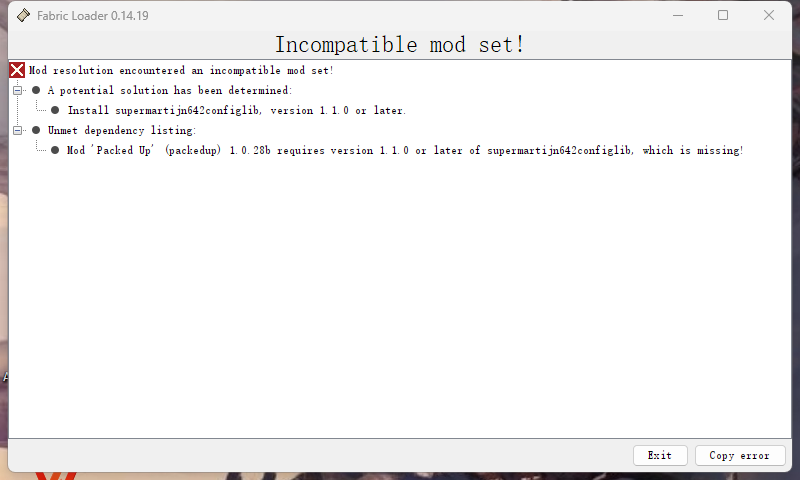 Fabric Loader 0.14.19
Incompatible mod set!
Mod resolution encountered an incompatible mod set!
A potential solution has been determined:
Install supermartijn642configlib, version 1.1.0 or later.
Unmet dependency listing:
Mod 'Packed Up' (packedup) 1.0.28b requires version 1.1.0 or later of supermartijn642configlib, which is missing!
Exit
Copy error